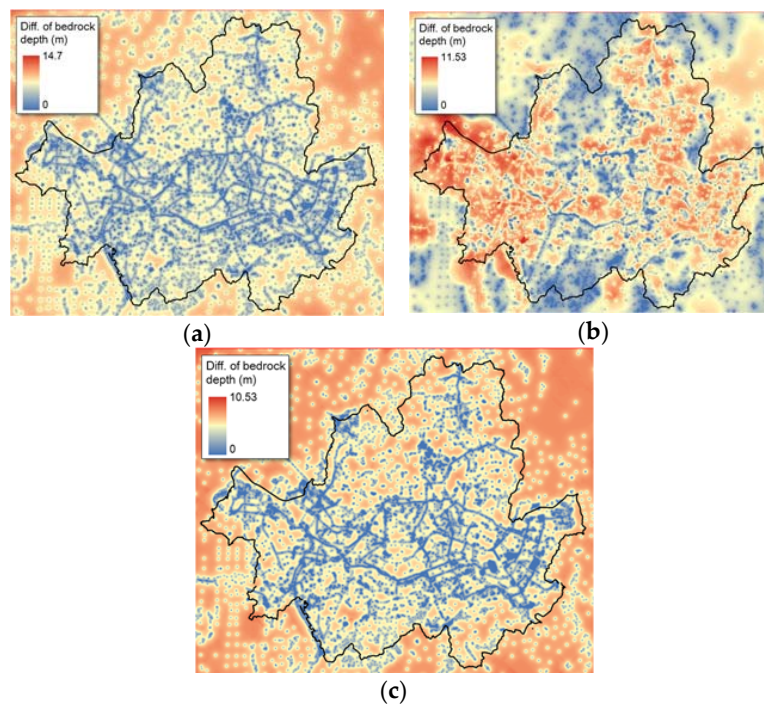 Diff. of bedrock
depth (m)
14.7
0
(a)
Diff. of bedrock
depth (m)
11.53
0
(b)
Diff. of bedrock
depth (m)
10.53
0
(c)